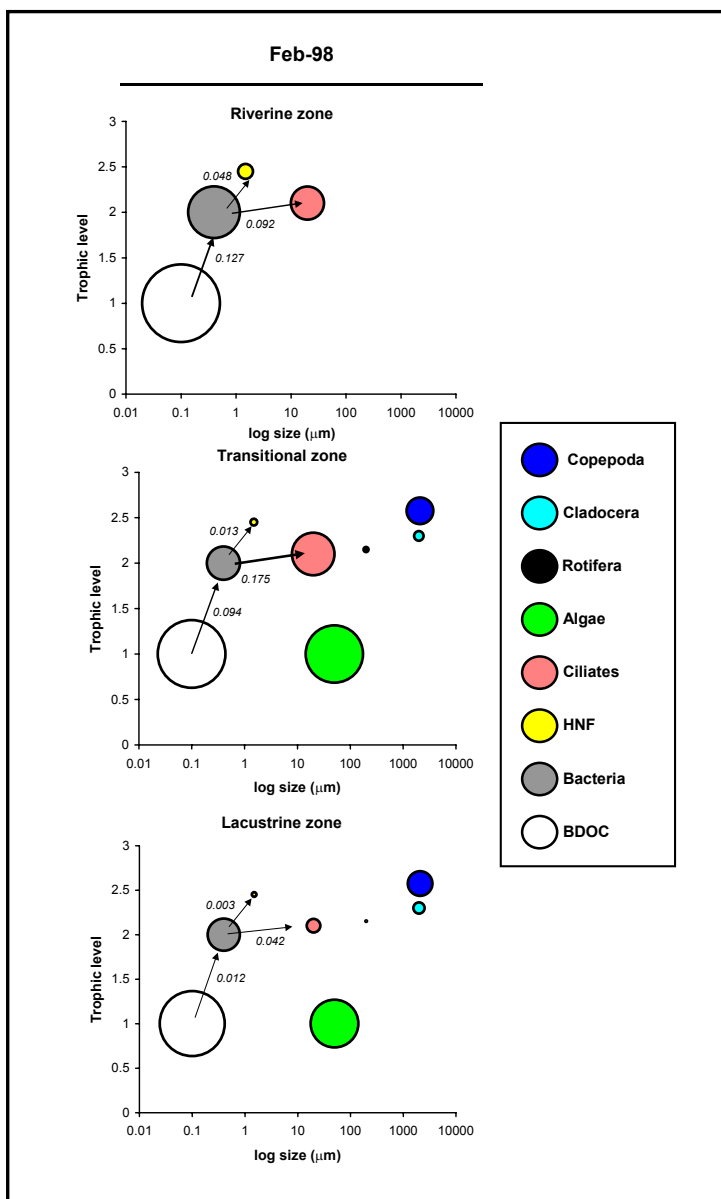 Feb-98
Riverine zone
3
2.5
2
1.5
1
0.5
0
Trophic level
0.048
0.092
0.127
0.01 0.1 1 10 100 1000 10000
log size (μm)
Transitional zone
3
2.5
2
1.5
1
0.5
0
Trophic level
0.013
0.175
0.094
0.01 0.1 1 10 100 1000 10000
log size (μm)
Lacustrine zone
3
2.5
2
1.5
1
0.5
0
Trophic level
0.003
0.042
0.012
0.01 0.1 1 10 100 1000 10000
log size (μm)
Copepoda
Cladocera
Rotifera
Algae
Ciliates
HNF
Bacteria
BDOC